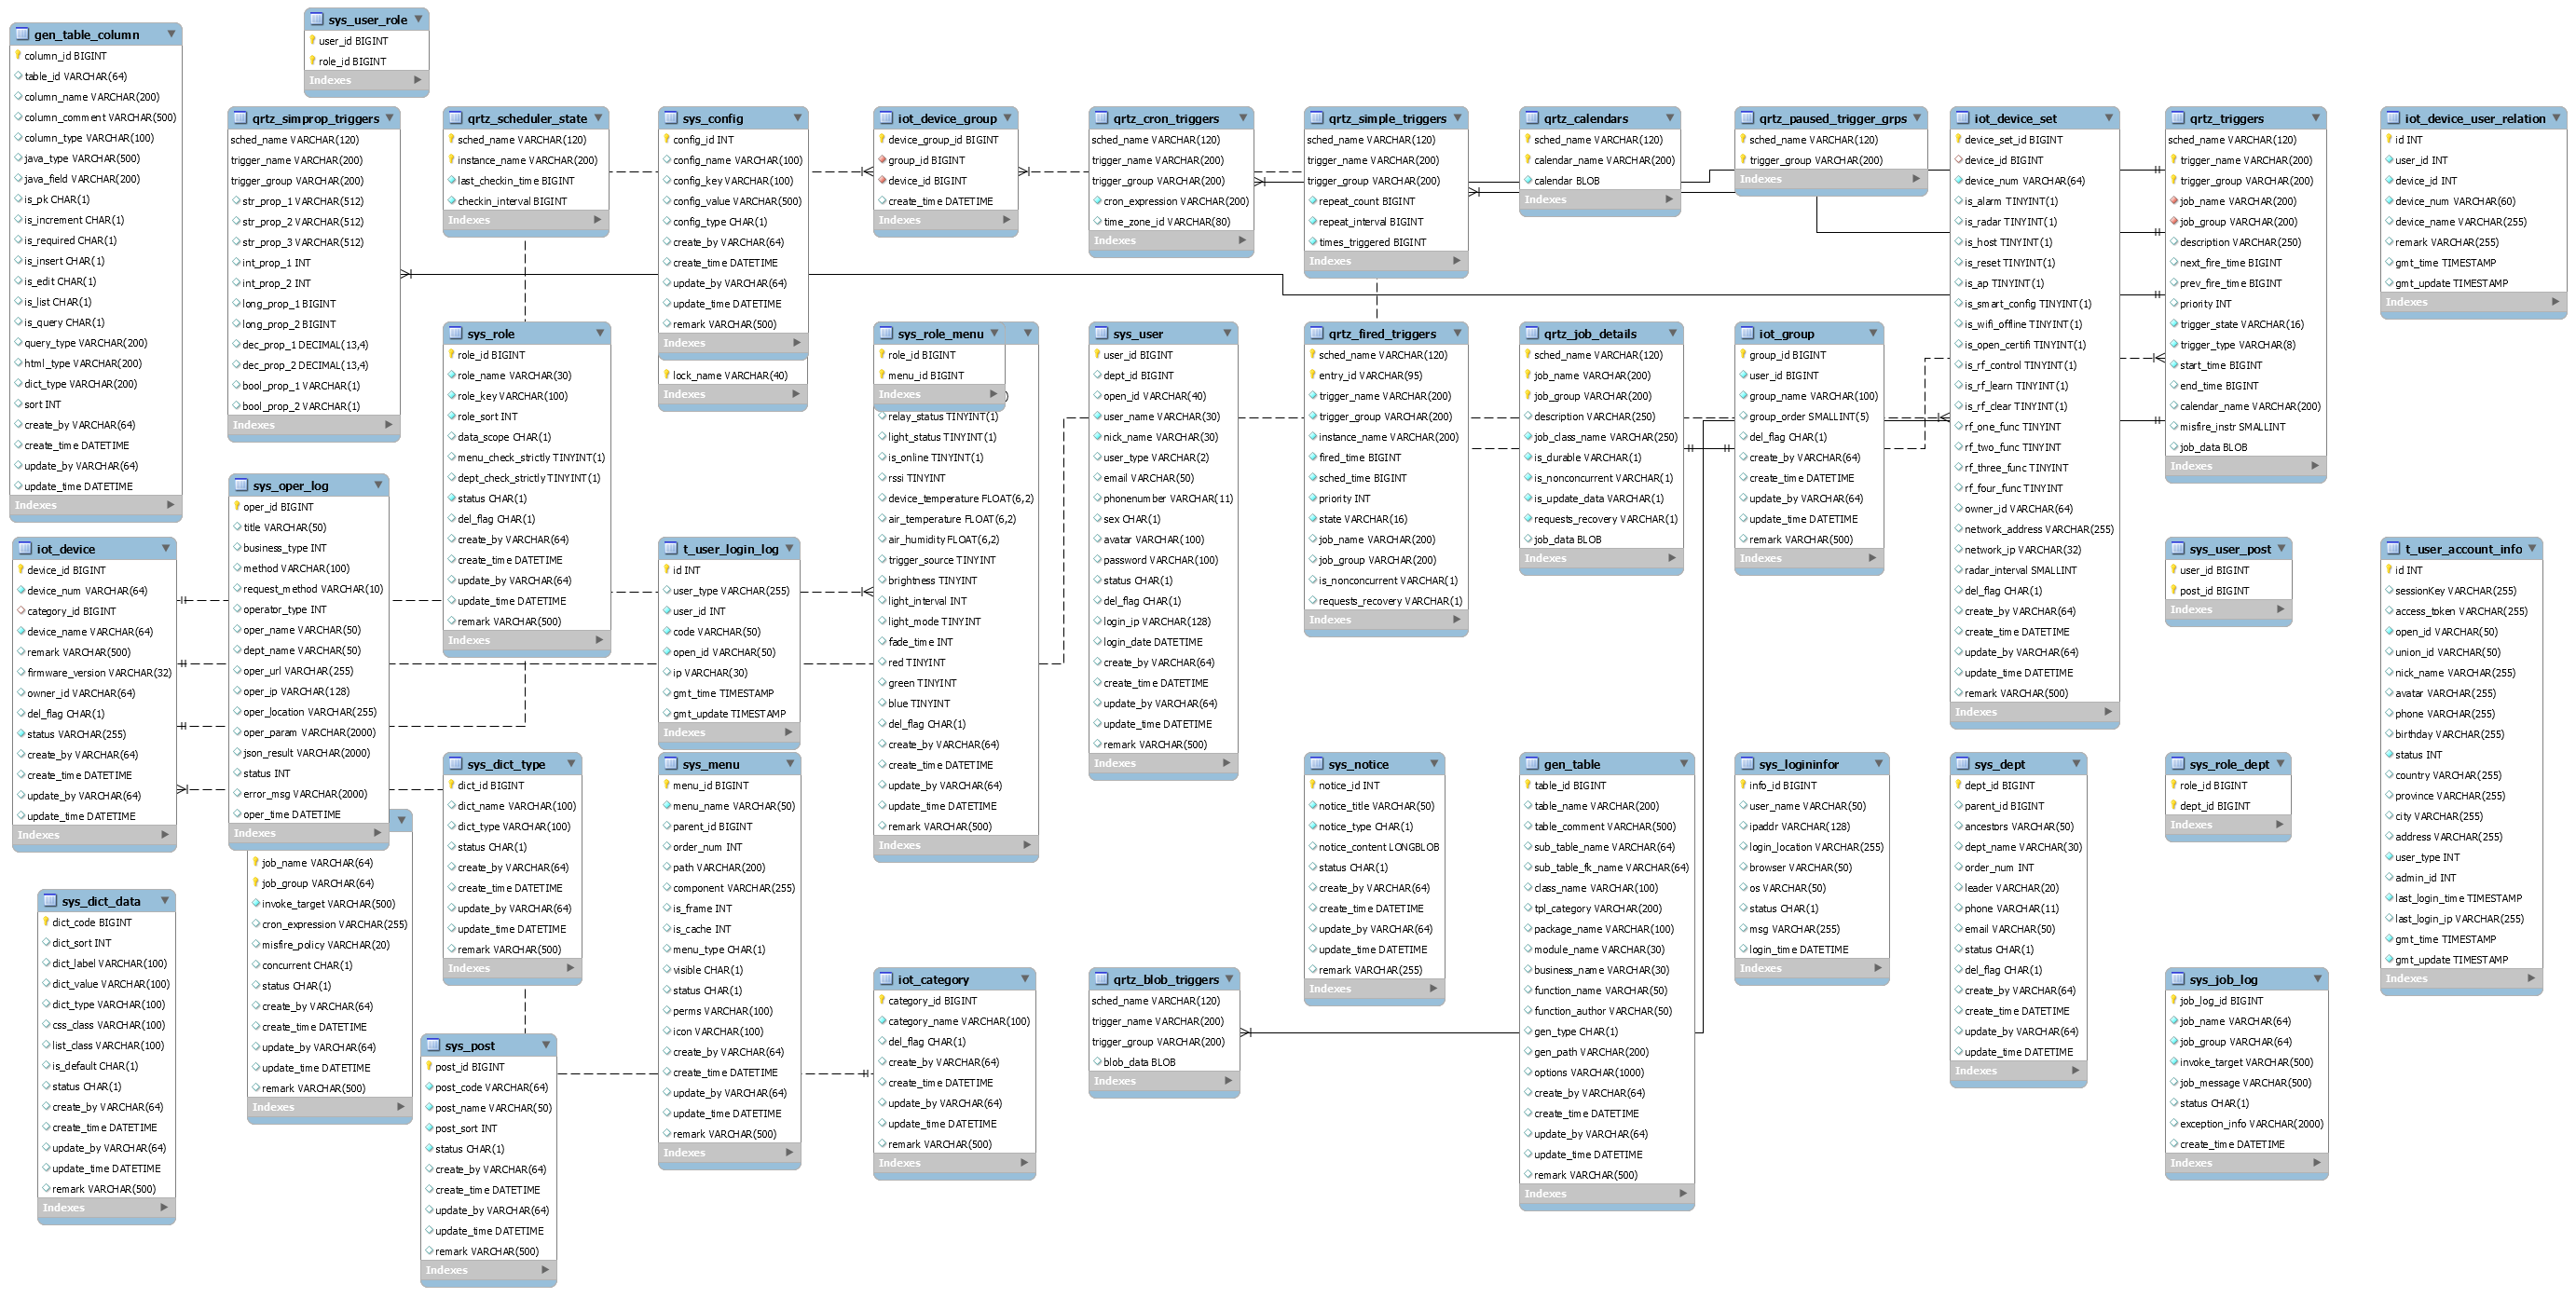 gen_table_column
column_id BIGINT
table_id VARCHAR(64)
column_name VARCHAR(200)
column_comment VARCHAR(500)
column_type VARCHAR(100)
java_type VARCHAR(500)
java_field VARCHAR(200)
is_pk CHAR(1)
is_increment CHAR(1)
is_required CHAR(1)
is_insert CHAR(1)
is_edit CHAR(1)
is_list CHAR(1)
is_query CHAR(1)
query_type VARCHAR(200)
html_type VARCHAR(200)
dict_type VARCHAR(200)
sort INT
create_by VARCHAR(64)
create_time DATETIME
update_by VARCHAR(64)
update_time DATETIME
Indexes
sys_user_role
user_id BIGINT
role_id BIGINT
Indexes
qrtz_simprop_triggers
sched_name VARCHAR(120)
trigger_name VARCHAR(200)
trigger_group VARCHAR(200)
str_prop_1 VARCHAR(512)
str_prop_2 VARCHAR(512)
str_prop_3 VARCHAR(512)
int_prop_1 INT
int_prop_2 INT
long_prop_1 BIGINT
long_prop_2 BIGINT
dec_prop_1 DECIMAL(13,4)
dec_prop_2 DECIMAL(13,4)
bool_prop_1 VARCHAR(1)
bool_prop_2 VARCHAR(1)
Indexes
qrtz_scheduler_state
sched_name VARCHAR(120)
instance_name VARCHAR(200)
last_checkin_time BIGINT
checkin_interval BIGINT
Indexes
sys_config
config_id INT
config_name VARCHAR(100)
config_key VARCHAR(100)
config_value VARCHAR(500)
config_type CHAR(1)
create_by VARCHAR(64)
create_time DATETIME
update_by VARCHAR(64)
update_time DATETIME
remark VARCHAR(500)
Indexes
lock_name VARCHAR(40)
Indexes
iot_device_group
device_group_id BIGINT
group_id BIGINT
device_id BIGINT
create_time DATETIME
Indexes
qrtz_cron_triggers
sched_name VARCHAR(120)
trigger_name VARCHAR(200)
trigger_group VARCHAR(200)
cron_expression VARCHAR(200)
time_zone_id VARCHAR(80)
Indexes
qrtz_simple_triggers
sched_name VARCHAR(120)
trigger_name VARCHAR(200)
trigger_group VARCHAR(200)
repeat_count BIGINT
repeat_interval BIGINT
times_triggered BIGINT
Indexes
qrtz_calendars
sched_name VARCHAR(120)
calendar_name VARCHAR(200)
calendar BLOB
Indexes
qrtz_paused_trigger_grps
sched_name VARCHAR(120)
trigger_group VARCHAR(200)
Indexes
iot_device_set
device_set_id BIGINT
device_id BIGINT
device_num VARCHAR(64)
is_alarm TINYINT(1)
is_radar TINYINT(1)
is_host TINYINT(1)
is_reset TINYINT(1)
is_ap TINYINT(1)
is_smart_config TINYINT(1)
is_wifi_offline TINYINT(1)
is_open_certifi TINYINT(1)
is_rf_control TINYINT(1)
is_rf_learn TINYINT(1)
is_rf_clear TINYINT(1)
rf_one_func TINYINT
rf_two_func TINYINT
rf_three_func TINYINT
rf_four_func TINYINT
owner_id VARCHAR(64)
network_address VARCHAR(255)
network_ip VARCHAR(32)
radar_interval SMALLINT
del_flag CHAR(1)
create_by VARCHAR(64)
create_time DATETIME
update_by VARCHAR(64)
update_time DATETIME
remark VARCHAR(500)
Indexes
qrtz_triggers
sched_name VARCHAR(120)
trigger_name VARCHAR(200)
trigger_group VARCHAR(200)
job_name VARCHAR(200)
job_group VARCHAR(200)
description VARCHAR(250)
next_fire_time BIGINT
prev_fire_time BIGINT
priority INT
trigger_state VARCHAR(16)
trigger_type VARCHAR(8)
start_time BIGINT
end_time BIGINT
calendar_name VARCHAR(200)
misfire_instr SMALLINT
job_data BLOB
Indexes
iot_device_user_relation
id INT
user_id INT
device_id INT
device_num VARCHAR(60)
device_name VARCHAR(255)
remark VARCHAR(255)
gmt_time TIMESTAMP
gmt_update TIMESTAMP
Indexes
sys_role
role_id BIGINT
role_name VARCHAR(30)
role_key VARCHAR(100)
role_sort INT
data_scope CHAR(1)
menu_check_strictly TINYINT(1)
dept_check_strictly TINYINT(1)
status CHAR(1)
del_flag CHAR(1)
create_by VARCHAR(64)
create_time DATETIME
update_by VARCHAR(64)
update_time DATETIME
remark VARCHAR(500)
Indexes
sys_role_menu
role_id BIGINT
menu_id BIGINT
Indexes
)
relay_status TINYINT(1)
light_status TINYINT(1)
is_online TINYINT(1)
rssi TINYINT
device_temperature FLOAT(6,2)
air_temperature FLOAT(6,2)
air_humidity FLOAT(6,2)
trigger_source TINYINT
brightness TINYINT
light_interval INT
light_mode TINYINT
fade_time INT
red TINYINT
green TINYINT
blue TINYINT
del_flag CHAR(1)
create_by VARCHAR(64)
create_time DATETIME
update_by VARCHAR(64)
update_time DATETIME
remark VARCHAR(500)
Indexes
sys_user
user_id BIGINT
dept_id BIGINT
open_id VARCHAR(40)
user_name VARCHAR(30)
nick_name VARCHAR(30)
user_type VARCHAR(2)
email VARCHAR(50)
phonenumber VARCHAR(11)
sex CHAR(1)
avatar VARCHAR(100)
password VARCHAR(100)
status CHAR(1)
del_flag CHAR(1)
login_ip VARCHAR(128)
login_date DATETIME
create_by VARCHAR(64)
create_time DATETIME
update_by VARCHAR(64)
update_time DATETIME
remark VARCHAR(500)
Indexes
qrtz_fired_triggers
sched_name VARCHAR(120)
entry_id VARCHAR(95)
trigger_name VARCHAR(200)
trigger_group VARCHAR(200)
instance_name VARCHAR(200)
fired_time BIGINT
sched_time BIGINT
priority INT
state VARCHAR(16)
job_name VARCHAR(200)
job_group VARCHAR(200)
is_nonconcurrent VARCHAR(1)
requests_recovery VARCHAR(1)
Indexes
qrtz_job_details
sched_name VARCHAR(120)
job_name VARCHAR(200)
job_group VARCHAR(200)
description VARCHAR(250)
job_class_name VARCHAR(250)
is_durable VARCHAR(1)
is_nonconcurrent VARCHAR(1)
is_update_data VARCHAR(1)
requests_recovery VARCHAR(1)
job_data BLOB
Indexes
iot_group
group_id BIGINT
user_id BIGINT
group_name VARCHAR(100)
group_order SMALLINT(5)
del_flag CHAR(1)
create_by VARCHAR(64)
create_time DATETIME
update_by VARCHAR(64)
update_time DATETIME
remark VARCHAR(500)
Indexes
sys_oper_log
oper_id BIGINT
title VARCHAR(50)
business_type INT
method VARCHAR(100)
request_method VARCHAR(10)
operator_type INT
oper_name VARCHAR(50)
dept_name VARCHAR(50)
oper_url VARCHAR(255)
oper_ip VARCHAR(128)
oper_location VARCHAR(255)
oper_param VARCHAR(2000)
json_result VARCHAR(2000)
status INT
error_msg VARCHAR(2000)
oper_time DATETIME
Indexes
iot_device
device_id BIGINT
device_num VARCHAR(64)
category_id BIGINT
device_name VARCHAR(64)
remark VARCHAR(500)
firmware_version VARCHAR(32)
owner_id VARCHAR(64)
del_flag CHAR(1)
status VARCHAR(255)
create_by VARCHAR(64)
create_time DATETIME
update_by VARCHAR(64)
update_time DATETIME
Indexes
t_user_login_log
id INT
user_type VARCHAR(255)
user_id INT
code VARCHAR(50)
open_id VARCHAR(50)
ip VARCHAR(30)
gmt_time TIMESTAMP
gmt_update TIMESTAMP
Indexes
sys_user_post
user_id BIGINT
post_id BIGINT
Indexes
t_user_account_info
id INT
sessionKey VARCHAR(255)
access_token VARCHAR(255)
open_id VARCHAR(50)
union_id VARCHAR(50)
nick_name VARCHAR(255)
avatar VARCHAR(255)
phone VARCHAR(255)
birthday VARCHAR(255)
status INT
country VARCHAR(255)
province VARCHAR(255)
city VARCHAR(255)
address VARCHAR(255)
user_type INT
admin_id INT
last_login_time TIMESTAMP
last_login_ip VARCHAR(255)
gmt_time TIMESTAMP
gmt_update TIMESTAMP
Indexes
job_name VARCHAR(64)
job_group VARCHAR(64)
invoke_target VARCHAR(500)
cron_expression VARCHAR(255)
misfire_policy VARCHAR(20)
concurrent CHAR(1)
status CHAR(1)
create_by VARCHAR(64)
create_time DATETIME
update_by VARCHAR(64)
update_time DATETIME
remark VARCHAR(500)
Indexes
sys_dict_type
dict_id BIGINT
dict_name VARCHAR(100)
dict_type VARCHAR(100)
status CHAR(1)
create_by VARCHAR(64)
create_time DATETIME
update_by VARCHAR(64)
update_time DATETIME
remark VARCHAR(500)
Indexes
sys_menu
menu_id BIGINT
menu_name VARCHAR(50)
parent_id BIGINT
order_num INT
path VARCHAR(200)
component VARCHAR(255)
is_frame INT
is_cache INT
menu_type CHAR(1)
visible CHAR(1)
status CHAR(1)
perms VARCHAR(100)
icon VARCHAR(100)
create_by VARCHAR(64)
create_time DATETIME
update_by VARCHAR(64)
update_time DATETIME
remark VARCHAR(500)
Indexes
sys_notice
notice_id INT
notice_title VARCHAR(50)
notice_type CHAR(1)
notice_content LONGBLOB
status CHAR(1)
create_by VARCHAR(64)
create_time DATETIME
update_by VARCHAR(64)
update_time DATETIME
remark VARCHAR(255)
Indexes
gen_table
table_id BIGINT
table_name VARCHAR(200)
table_comment VARCHAR(500)
sub_table_name VARCHAR(64)
sub_table_fk_name VARCHAR(64)
class_name VARCHAR(100)
tpl_category VARCHAR(200)
package_name VARCHAR(100)
module_name VARCHAR(30)
business_name VARCHAR(30)
function_name VARCHAR(50)
function_author VARCHAR(50)
gen_type CHAR(1)
gen_path VARCHAR(200)
options VARCHAR(1000)
create_by VARCHAR(64)
create_time DATETIME
update_by VARCHAR(64)
update_time DATETIME
remark VARCHAR(500)
Indexes
sys_logininfor
info_id BIGINT
user_name VARCHAR(50)
ipaddr VARCHAR(128)
login_location VARCHAR(255)
browser VARCHAR(50)
os VARCHAR(50)
status CHAR(1)
msg VARCHAR(255)
login_time DATETIME
Indexes
sys_dept
dept_id BIGINT
parent_id BIGINT
ancestors VARCHAR(50)
dept_name VARCHAR(30)
order_num INT
leader VARCHAR(20)
phone VARCHAR(11)
email VARCHAR(50)
status CHAR(1)
del_flag CHAR(1)
create_by VARCHAR(64)
create_time DATETIME
update_by VARCHAR(64)
update_time DATETIME
Indexes
sys_role_dept
role_id BIGINT
dept_id BIGINT
Indexes
sys_dict_data
dict_code BIGINT
dict_sort INT
dict_label VARCHAR(100)
dict_value VARCHAR(100)
dict_type VARCHAR(100)
css_class VARCHAR(100)
list_class VARCHAR(100)
is_default CHAR(1)
status CHAR(1)
create_by VARCHAR(64)
create_time DATETIME
update_by VARCHAR(64)
update_time DATETIME
remark VARCHAR(500)
Indexes
sys_post
post_id BIGINT
post_code VARCHAR(64)
post_name VARCHAR(50)
post_sort INT
status CHAR(1)
create_by VARCHAR(64)
create_time DATETIME
update_by VARCHAR(64)
update_time DATETIME
remark VARCHAR(500)
Indexes
iot_category
category_id BIGINT
category_name VARCHAR(100)
del_flag CHAR(1)
create_by VARCHAR(64)
create_time DATETIME
update_by VARCHAR(64)
update_time DATETIME
remark VARCHAR(500)
Indexes
qrtz_blob_triggers
sched_name VARCHAR(120)
trigger_name VARCHAR(200)
trigger_group VARCHAR(200)
blob_data BLOB
Indexes
sys_job_log
job_log_id BIGINT
job_name VARCHAR(64)
job_group VARCHAR(64)
invoke_target VARCHAR(500)
job_message VARCHAR(500)
status CHAR(1)
exception_info VARCHAR(2000)
create_time DATETIME
Indexes